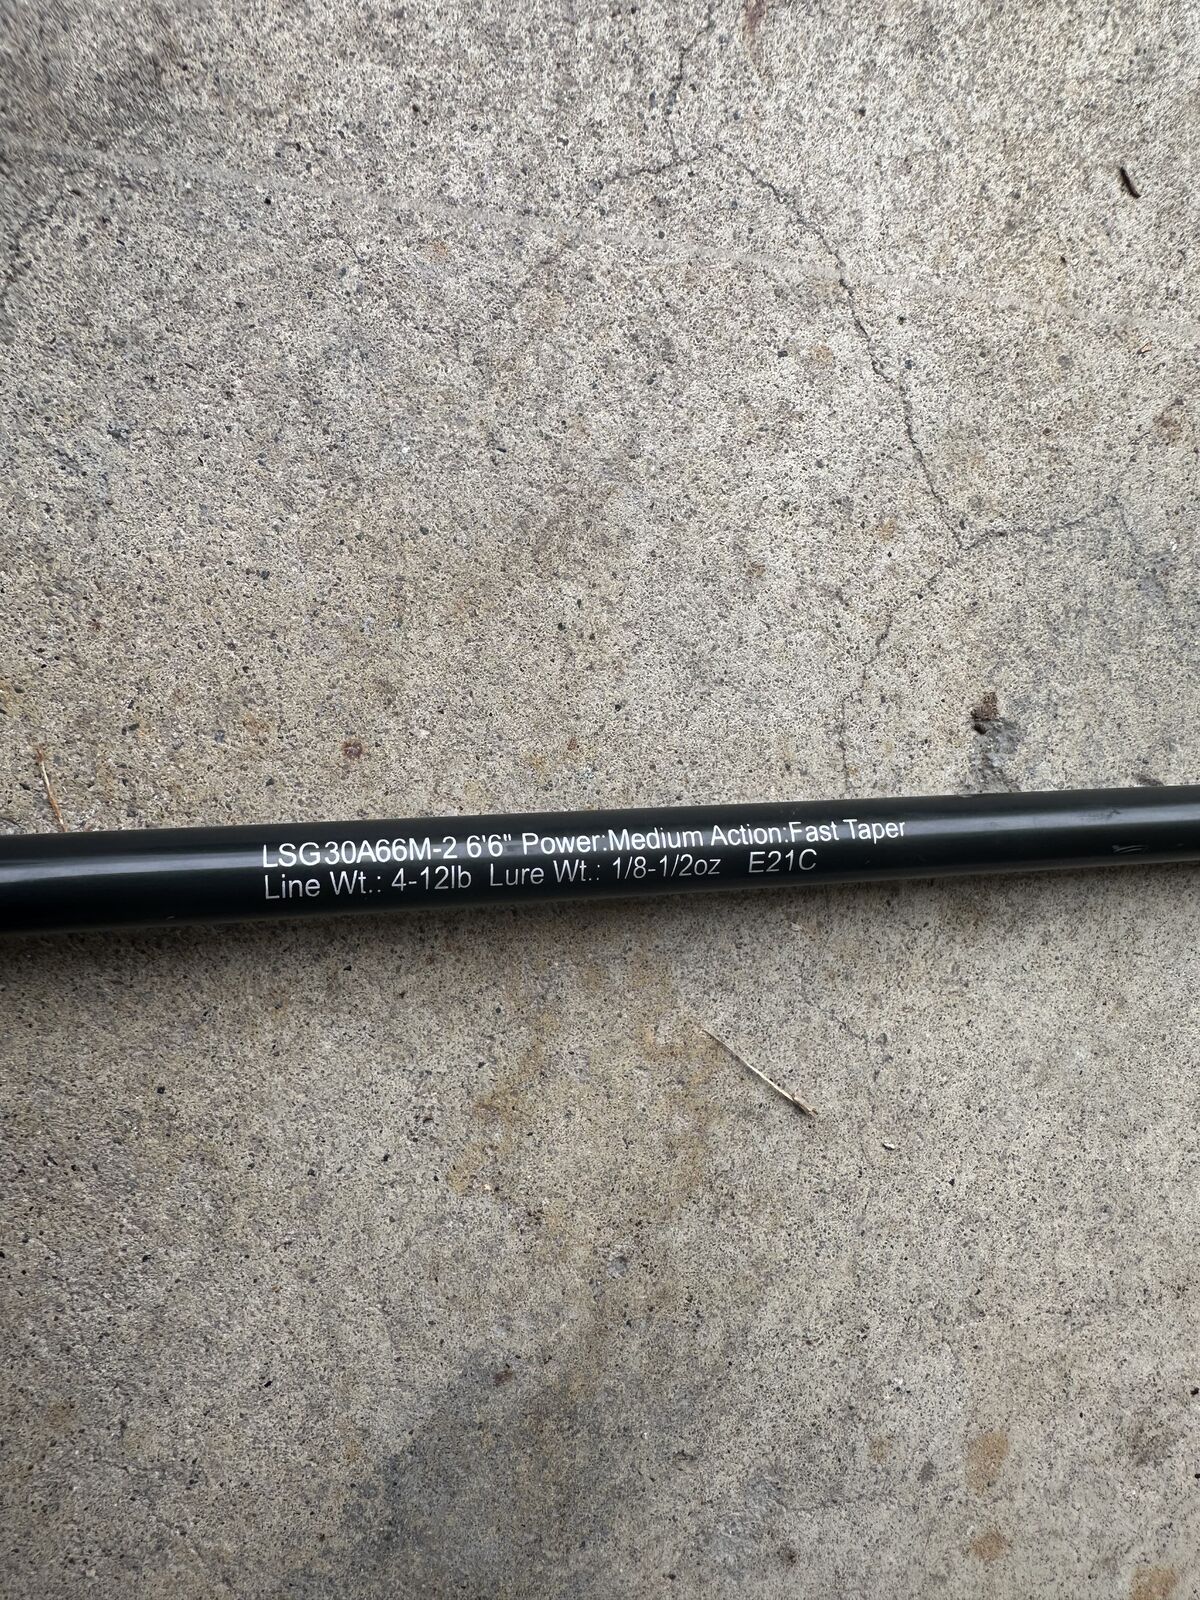 LSG30A66M-2 6'6" Power:Medium Action:Fast Taper
Line Wt.: 4-12lb Lure Wt.: 1/8-1/2oz E21C